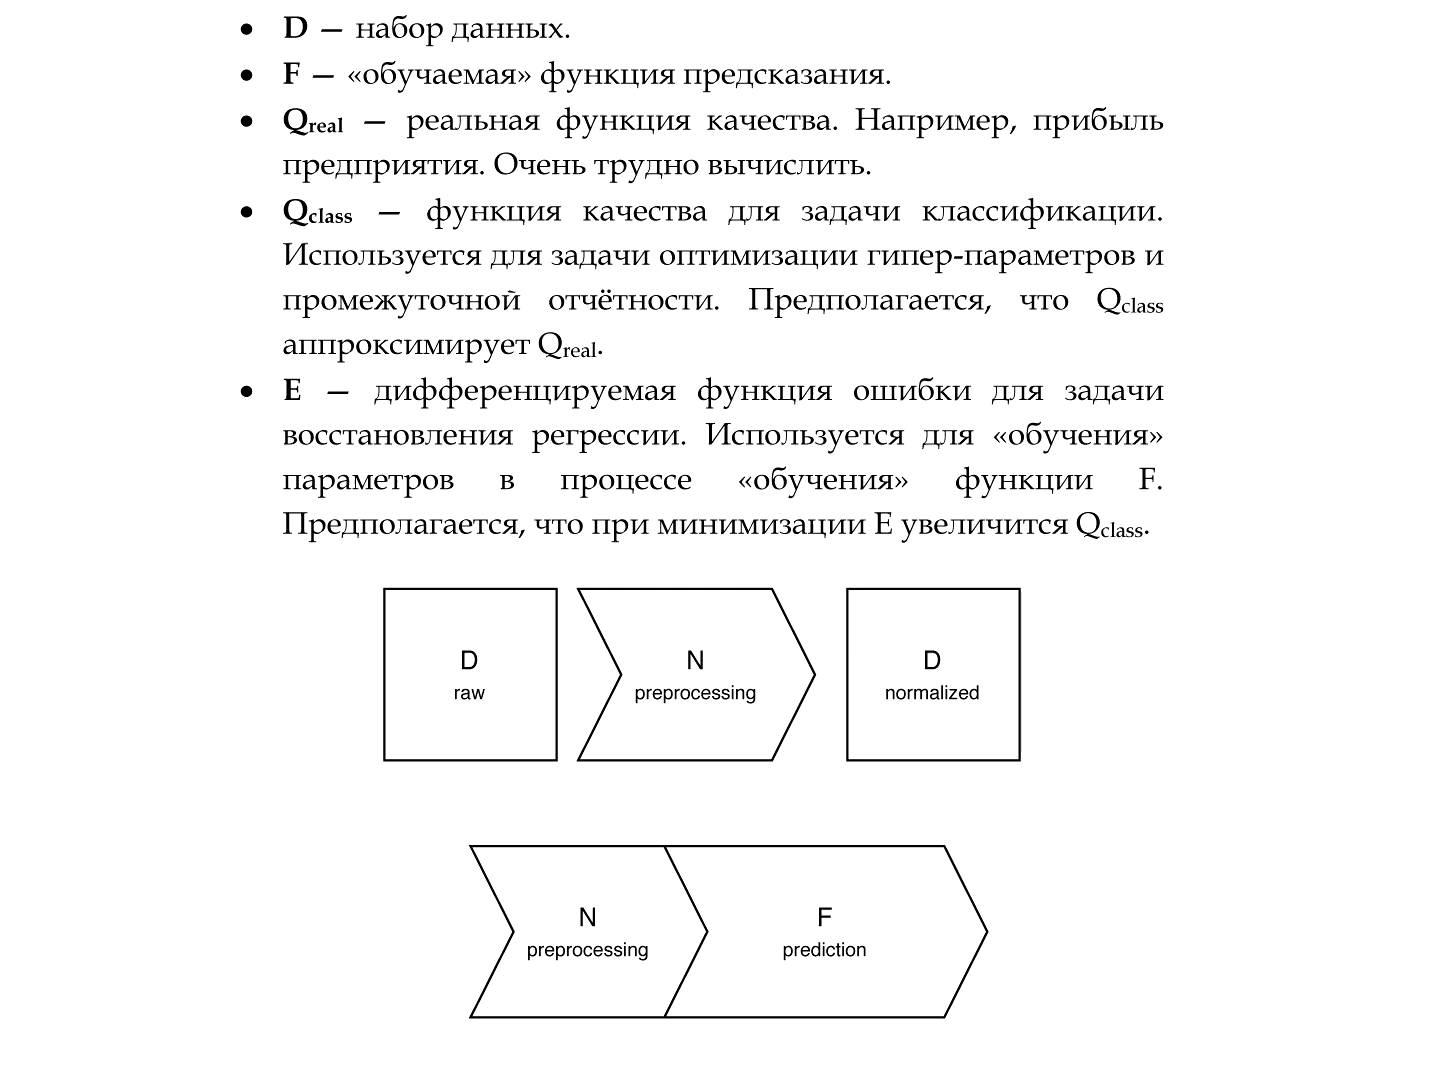 • D — набор данных.
• F — «обучаемая» функция предсказания.
• Qreal — реальная функция качества. Например, прибыль
предприятия. Очень трудно вычислить.
• Qclass — функция качества для задачи классификации.
Используется для задачи оптимизации гипер-параметров и
промежуточной отчётности. Предполагается, что Qclass
аппроксимирует Qreal.
• E — дифференцируемая функция ошибки для задачи
восстановления регрессии. Используется для «обучения»
параметров в процессе «обучения» функции F.
Предполагается, что при минимизации E увеличится Qclass.
D
raw
N
preprocessing
D
normalized
N
preprocessing
F
prediction